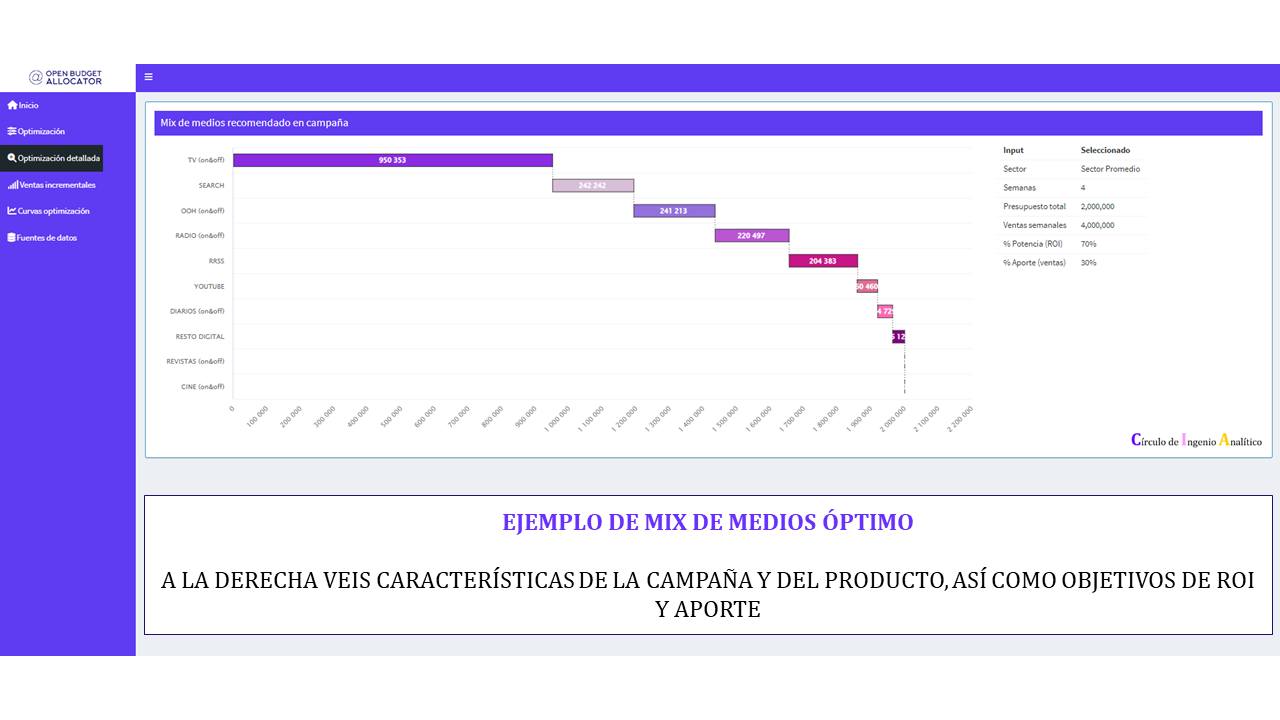 OPEN BUDGET
ALLOCATOR
Inicio
Optimización
Optimización detallada
Ventas incrementales
Curvas optimización
Fuentes de datos
Mix de medios recomendado en campaña
TV (on&off) 950 353
SEARCH 242 242
OOH (on&off) 241 213
RADIO (on&off) 220 497
RRSS 204 383
YOUTUBE
DIARIOS (on&off)
RESTO DIGITAL
REVISTAS (on&off)
CINE (on&off)
0 100 000 200 000 300 000 400 000 500 000 600 000 700 000 800 000 900 000 1 000 000 1 100 000 1 200 000 1 300 000 1 400 000 1 500 000 1 600 000 1 700 000 1 800 000 1 900 000 2 000 000 2 100 000 2 200 000
Input Seleccionado
Sector Sector Promedio
Semanas 4
Presupuesto total 2,000,000
Ventas semanales 4,000,000
% Potencia (ROI) 70%
% Aporte (ventas) 30%
Círculo de Ingenio Analítico
EJEMPLO DE MIX DE MEDIOS ÓPTIMO
A LA DERECHA VEIS CARACTERÍSTICAS DE LA CAMPAÑA Y DEL PRODUCTO, ASÍ COMO OBJETIVOS DE ROI
Y APORTE